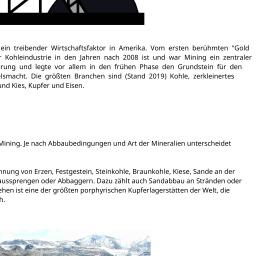 ein treibender Wirtschaftsfaktor in Amerika. Vom ersten berühmten "Gold
r Kohleindustrie in den Jahren nach 2008 ist und war Mining ein zentraler
rung und legte vor allem in den frühen Phase den Grundstein für den
elsmacht. Die größten Branchen sind (Stand 2019) Kohle, zerkleinertes
und Kies, Kupfer und Eisen.
Mining. Je nach Abbaubedingungen und Art der Mineralien unterscheidet
nnung von Erzen, Festgestein, Steinkohle, Braunkohle, Kiese, Sande an der
aussprengen oder Abbaggern. Dazu zählt auch Sandabbau an Stränden oder
ehen ist eine der größten porphyrischen Kupferlagerstätten der Welt, die
h.